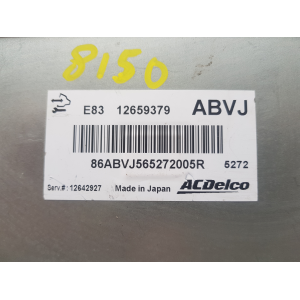 8150
E83 12659379 ABVJ
86ABVJ565272005R 5272
Serv.#: 12642927 Made in Japan ACDelco